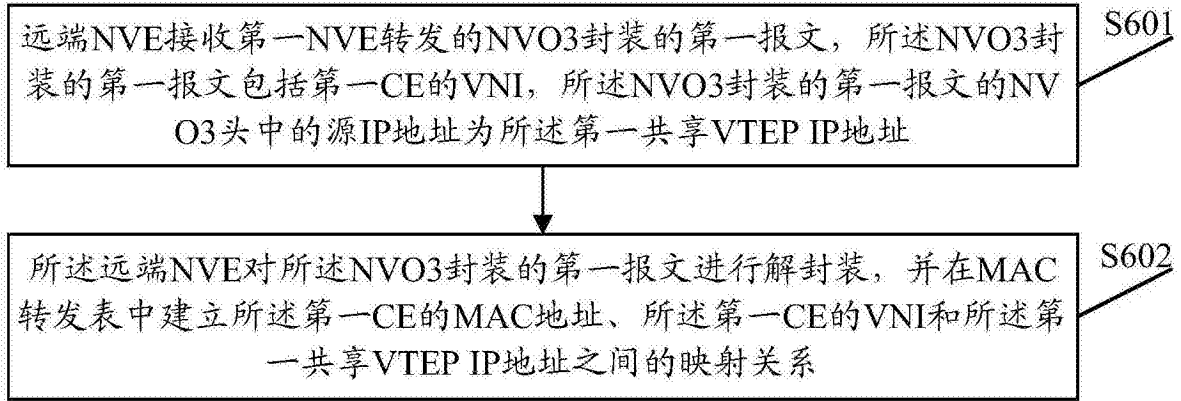 远端NVE接收第一NVE转发的NVO3封装的第一报文，所述NVO3封
装的第一报文包括第一CE的VNI，所述NVO3封装的第一报文的NV
O3头中的源IP地址为所述第一共享VTEP IP地址
S601
所述远端NVE对所述NVO3封装的第一报文进行解封装，并在MAC
转发表中建立所述第一CE的MAC地址、所述第一CE的VNI和所述第
一共享VTEP IP地址之间的映射关系
S602